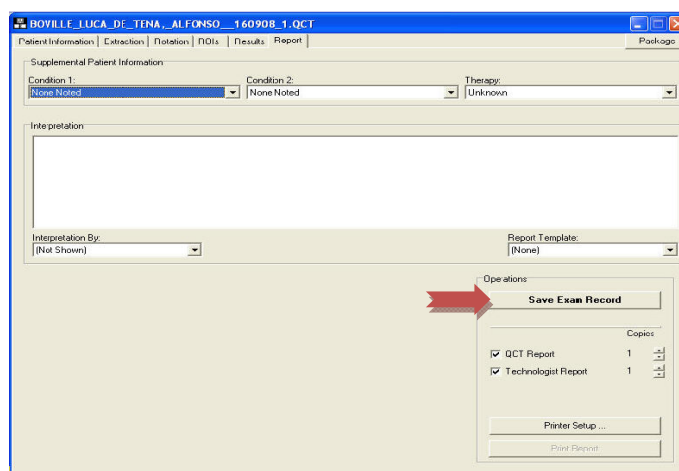 BOVILLE_LUCA_DE_TENA,_ALFONSO__160908_1.QCT
Patient Information Extraction Rotation ROIs Results Report Package
Supplemental Patient Information
Condition 1: Condition 2: Therapy:
None Noted None Noted Unknown
Interpretation
Interpretation By: Report Template:
(Not Shown) (None)
Operations
Save Exam Record
Copies
QCT Report 1
Technologist Report 1
Printer Setup ...
Print Report